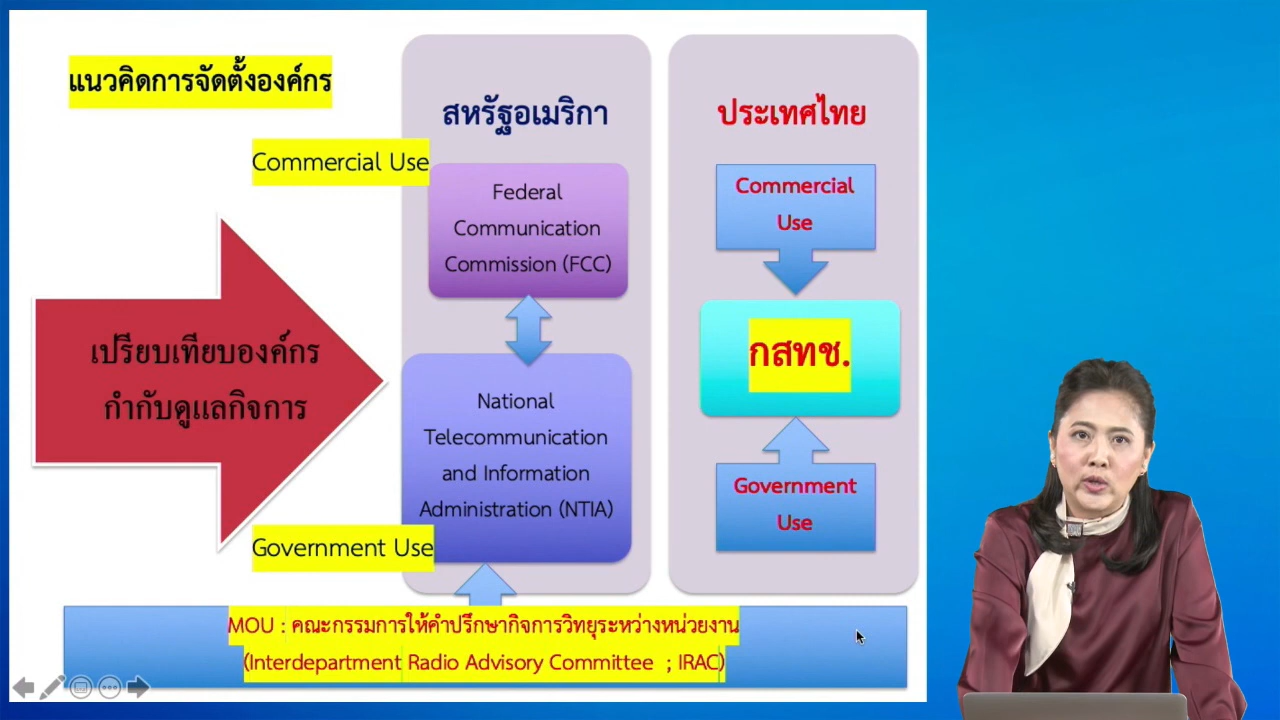 แนวคิดการจัดตั้งองค์กร
สหรัฐอเมริกา
ประเทศไทย
Commercial Use
Federal
Communication
Commission (FCC)
Commercial
Use
เปรียบเทียบองค์กร
กำกับดูแลกิจการ
กสทช.
National
Telecommunication
and Information
Administration (NTIA)
Government Use
Government
Use
MOU : คณะกรรมการให้คำปรึกษากิจการวิทยุระหว่างหน่วยงาน
(Interdepartment Radio Advisory Committee ; IRAC)